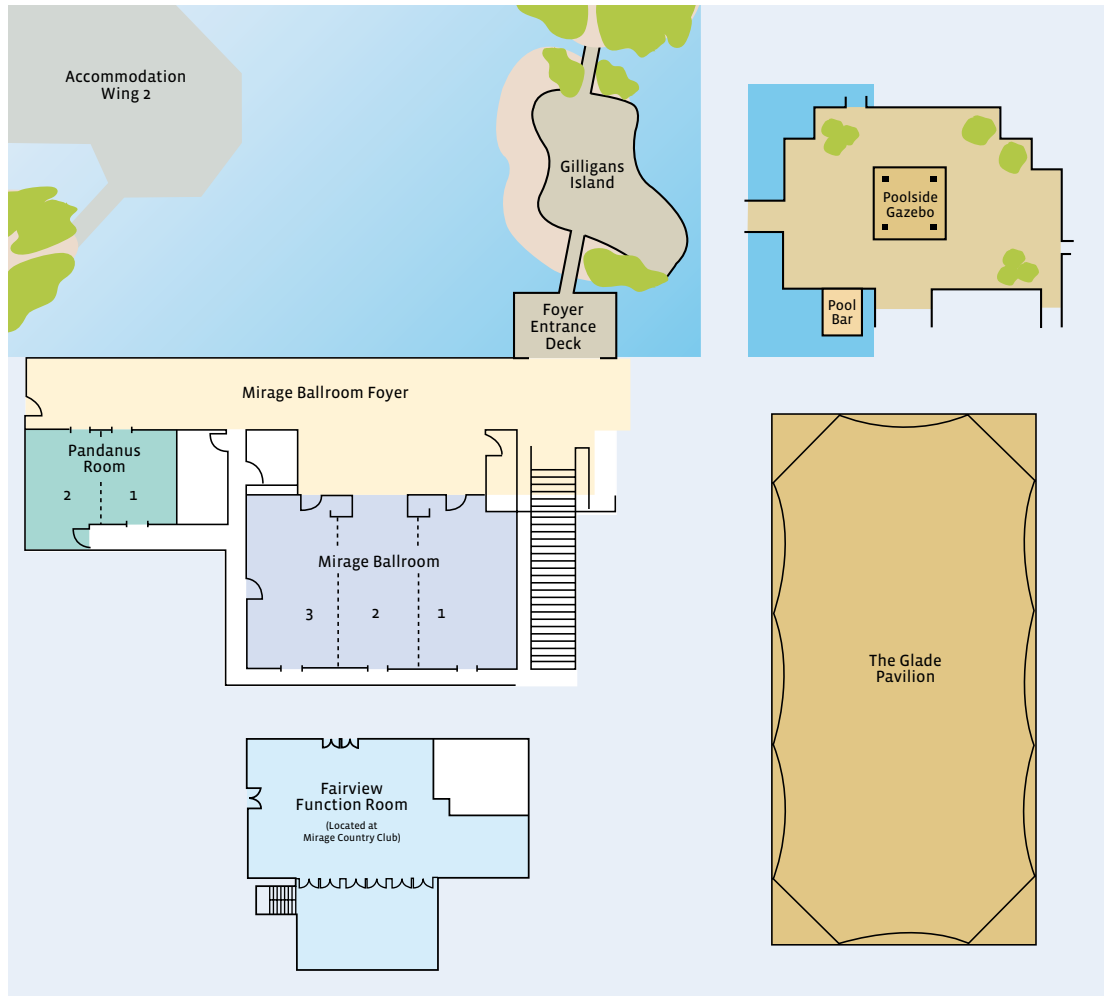 Accommodation
Wing 2
Gilligans
Island
Poolside
Gazebo
Foyer
Entrance
Deck
Pool
Bar
Mirage Ballroom Foyer
Pandanus
Room
2
1
Mirage Ballroom
3
2
1
The Glade
Pavilion
Fairview
Function Room
(Located at
Mirage Country Club)